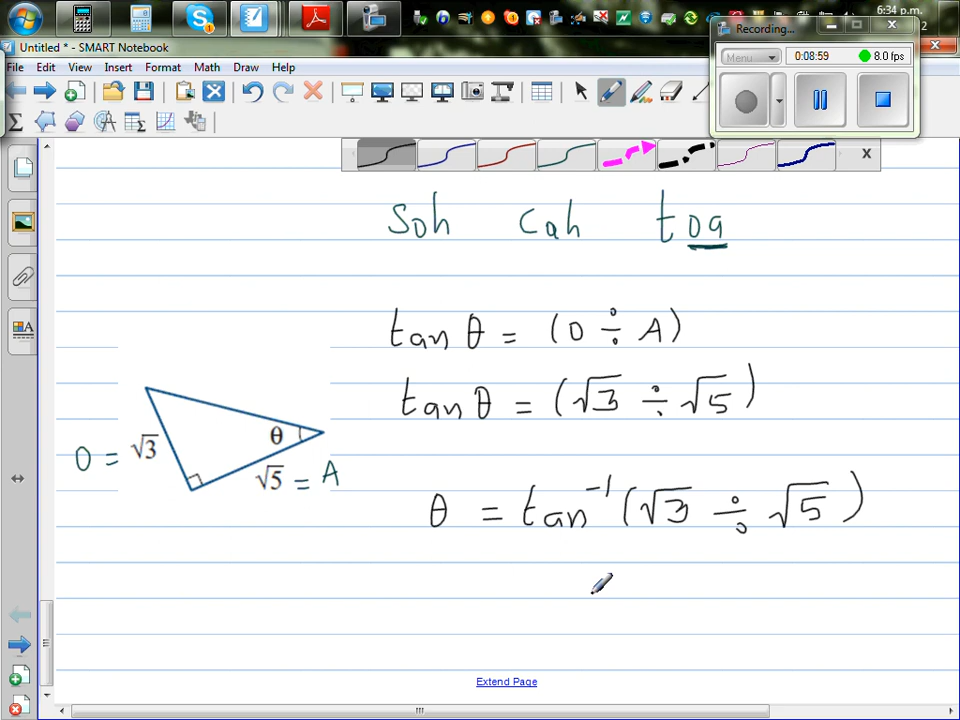 6:34 p.m.
2
Untitled * - SMART Notebook
Recording...
File Edit View Insert Format Math Draw Help
Menu 0:08:59 8.0 fps
Soh Cah toa
tan θ = (O ÷ A)
tan θ = (√3 ÷ √5)
O = √3
θ
√5 = A
θ = tan⁻¹(√3 ÷ √5)
Extend Page